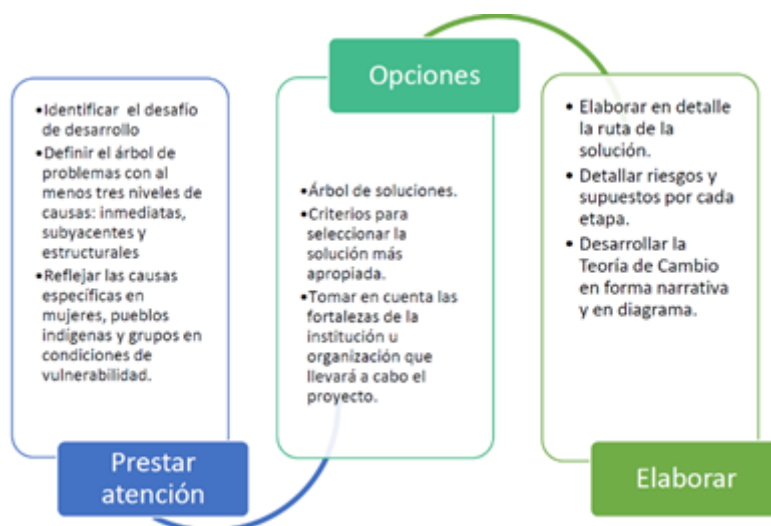 •Identificar el desafío
de desarrollo
•Definir el árbol de
problemas con al
menos tres niveles de
causas: inmediatas,
subyacentes y
estructurales
•Reflejar las causas
específicas en
mujeres, pueblos
indígenas y grupos en
condiciones de
vulnerabilidad.
Prestar
atención
Opciones
•Árbol de soluciones.
•Criterios para
seleccionar la
solución más
apropiada.
•Tomar en cuenta las
fortalezas de la
institución u
organización que
llevará a cabo el
proyecto.
• Elaborar en detalle
la ruta de la
solución.
• Detallar riesgos y
supuestos por cada
etapa.
• Desarrollar la
Teoría de Cambio
en forma narrativa
y en diagrama.
Elaborar